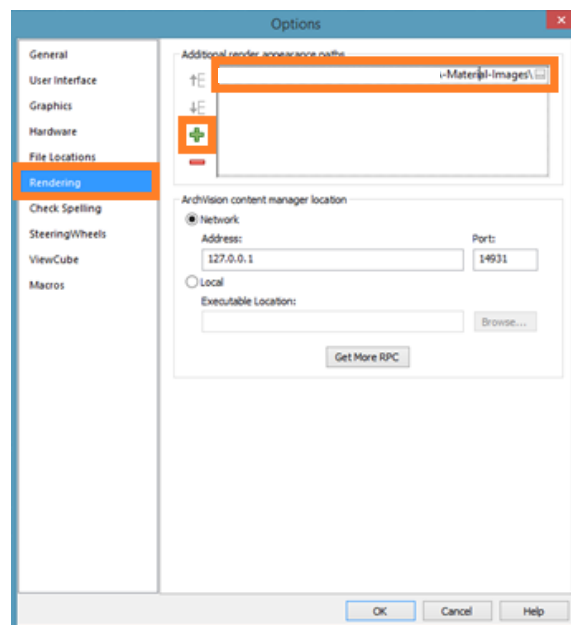 Options
General
User Interface
Graphics
Hardware
File Locations
Rendering
Check Spelling
SteeringWheels
ViewCube
Macros
Additional render appearance paths
-Material-Images\
ArchVision content manager location
Network
Address:
Port:
127.0.0.1
14931
Local
Executable Location:
Browse...
Get More RPC
OK
Cancel
Help